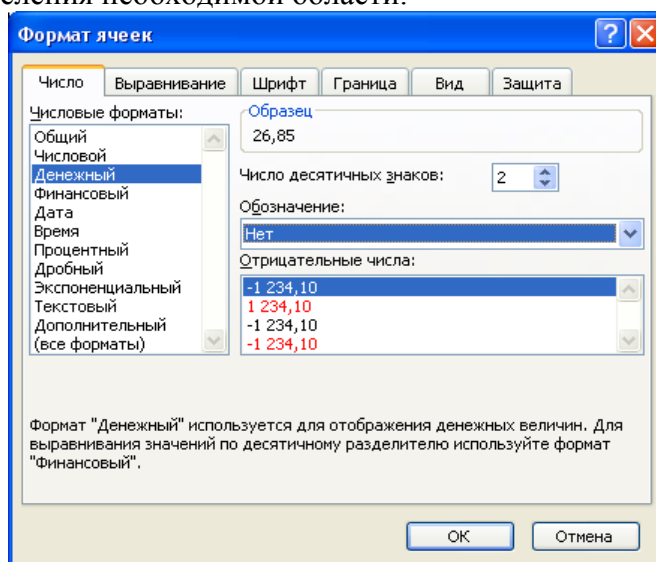 еления необходимой области.
Формат ячеек
Число Выравнивание Шрифт Граница Вид Защита
Числовые форматы:
Общий
Числовой
Денежный
Финансовый
Дата
Время
Процентный
Дробный
Экспоненциальный
Текстовый
Дополнительный
(все форматы)
Образец
26,85
Число десятичных знаков: 2
Обозначение:
Нет
Отрицательные числа:
-1 234,10
1 234,10
-1 234,10
-1 234,10
Формат "Денежный" используется для отображения денежных величин. Для
выравнивания значений по десятичному разделителю используйте формат
"Финансовый".
ОК Отмена